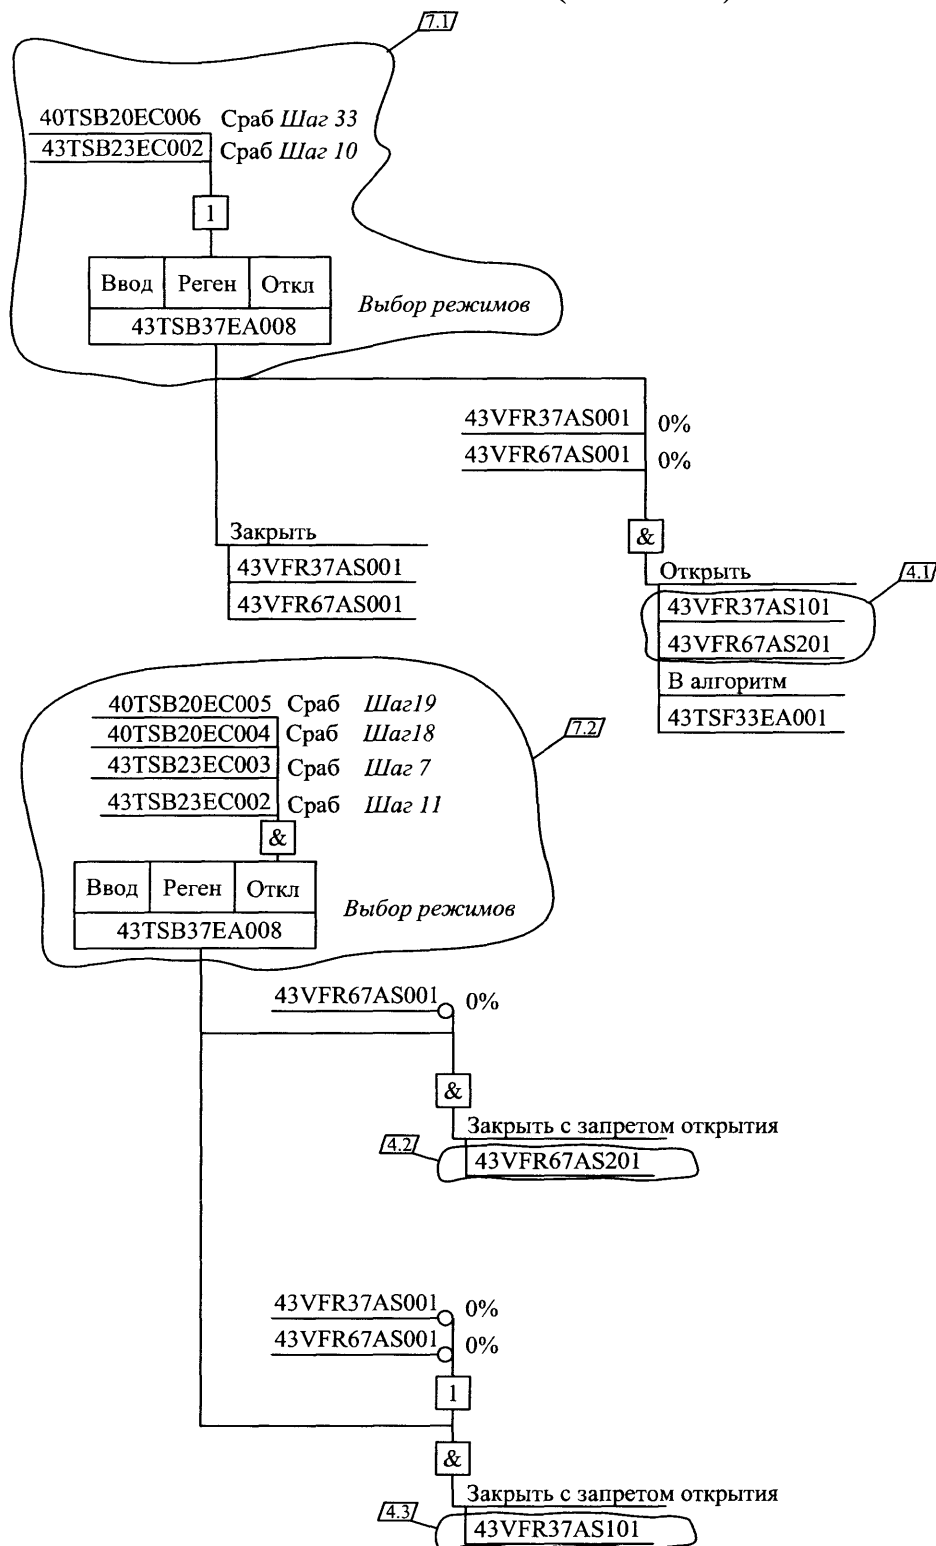 7.1
40TSB20EC006 Сраб Шаг 33
43TSB23EC002 Сраб Шаг 10
1
Ввод Реген Откл
43TSB37EA008
Выбор режимов
43VFR37AS001 0%
43VFR67AS001 0%
&
Закрыть
43VFR37AS001
43VFR67AS001
Открыть
4.1
43VFR37AS101
43VFR67AS201
В алгоритм
43TSF33EA001
40TSB20EC005 Сраб Шаг19
40TSB20EC004 Сраб Шаг18
7.2
43TSB23EC003 Сраб Шаг 7
43TSB23EC002 Сраб Шаг 11
&
Ввод Реген Откл
43TSB37EA008
Выбор режимов
43VFR67AS001 0%
&
Закрыть с запретом открытия
4.2
43VFR67AS201
43VFR37AS001 0%
43VFR67AS001 0%
1
&
Закрыть с запретом открытия
4.3
43VFR37AS101